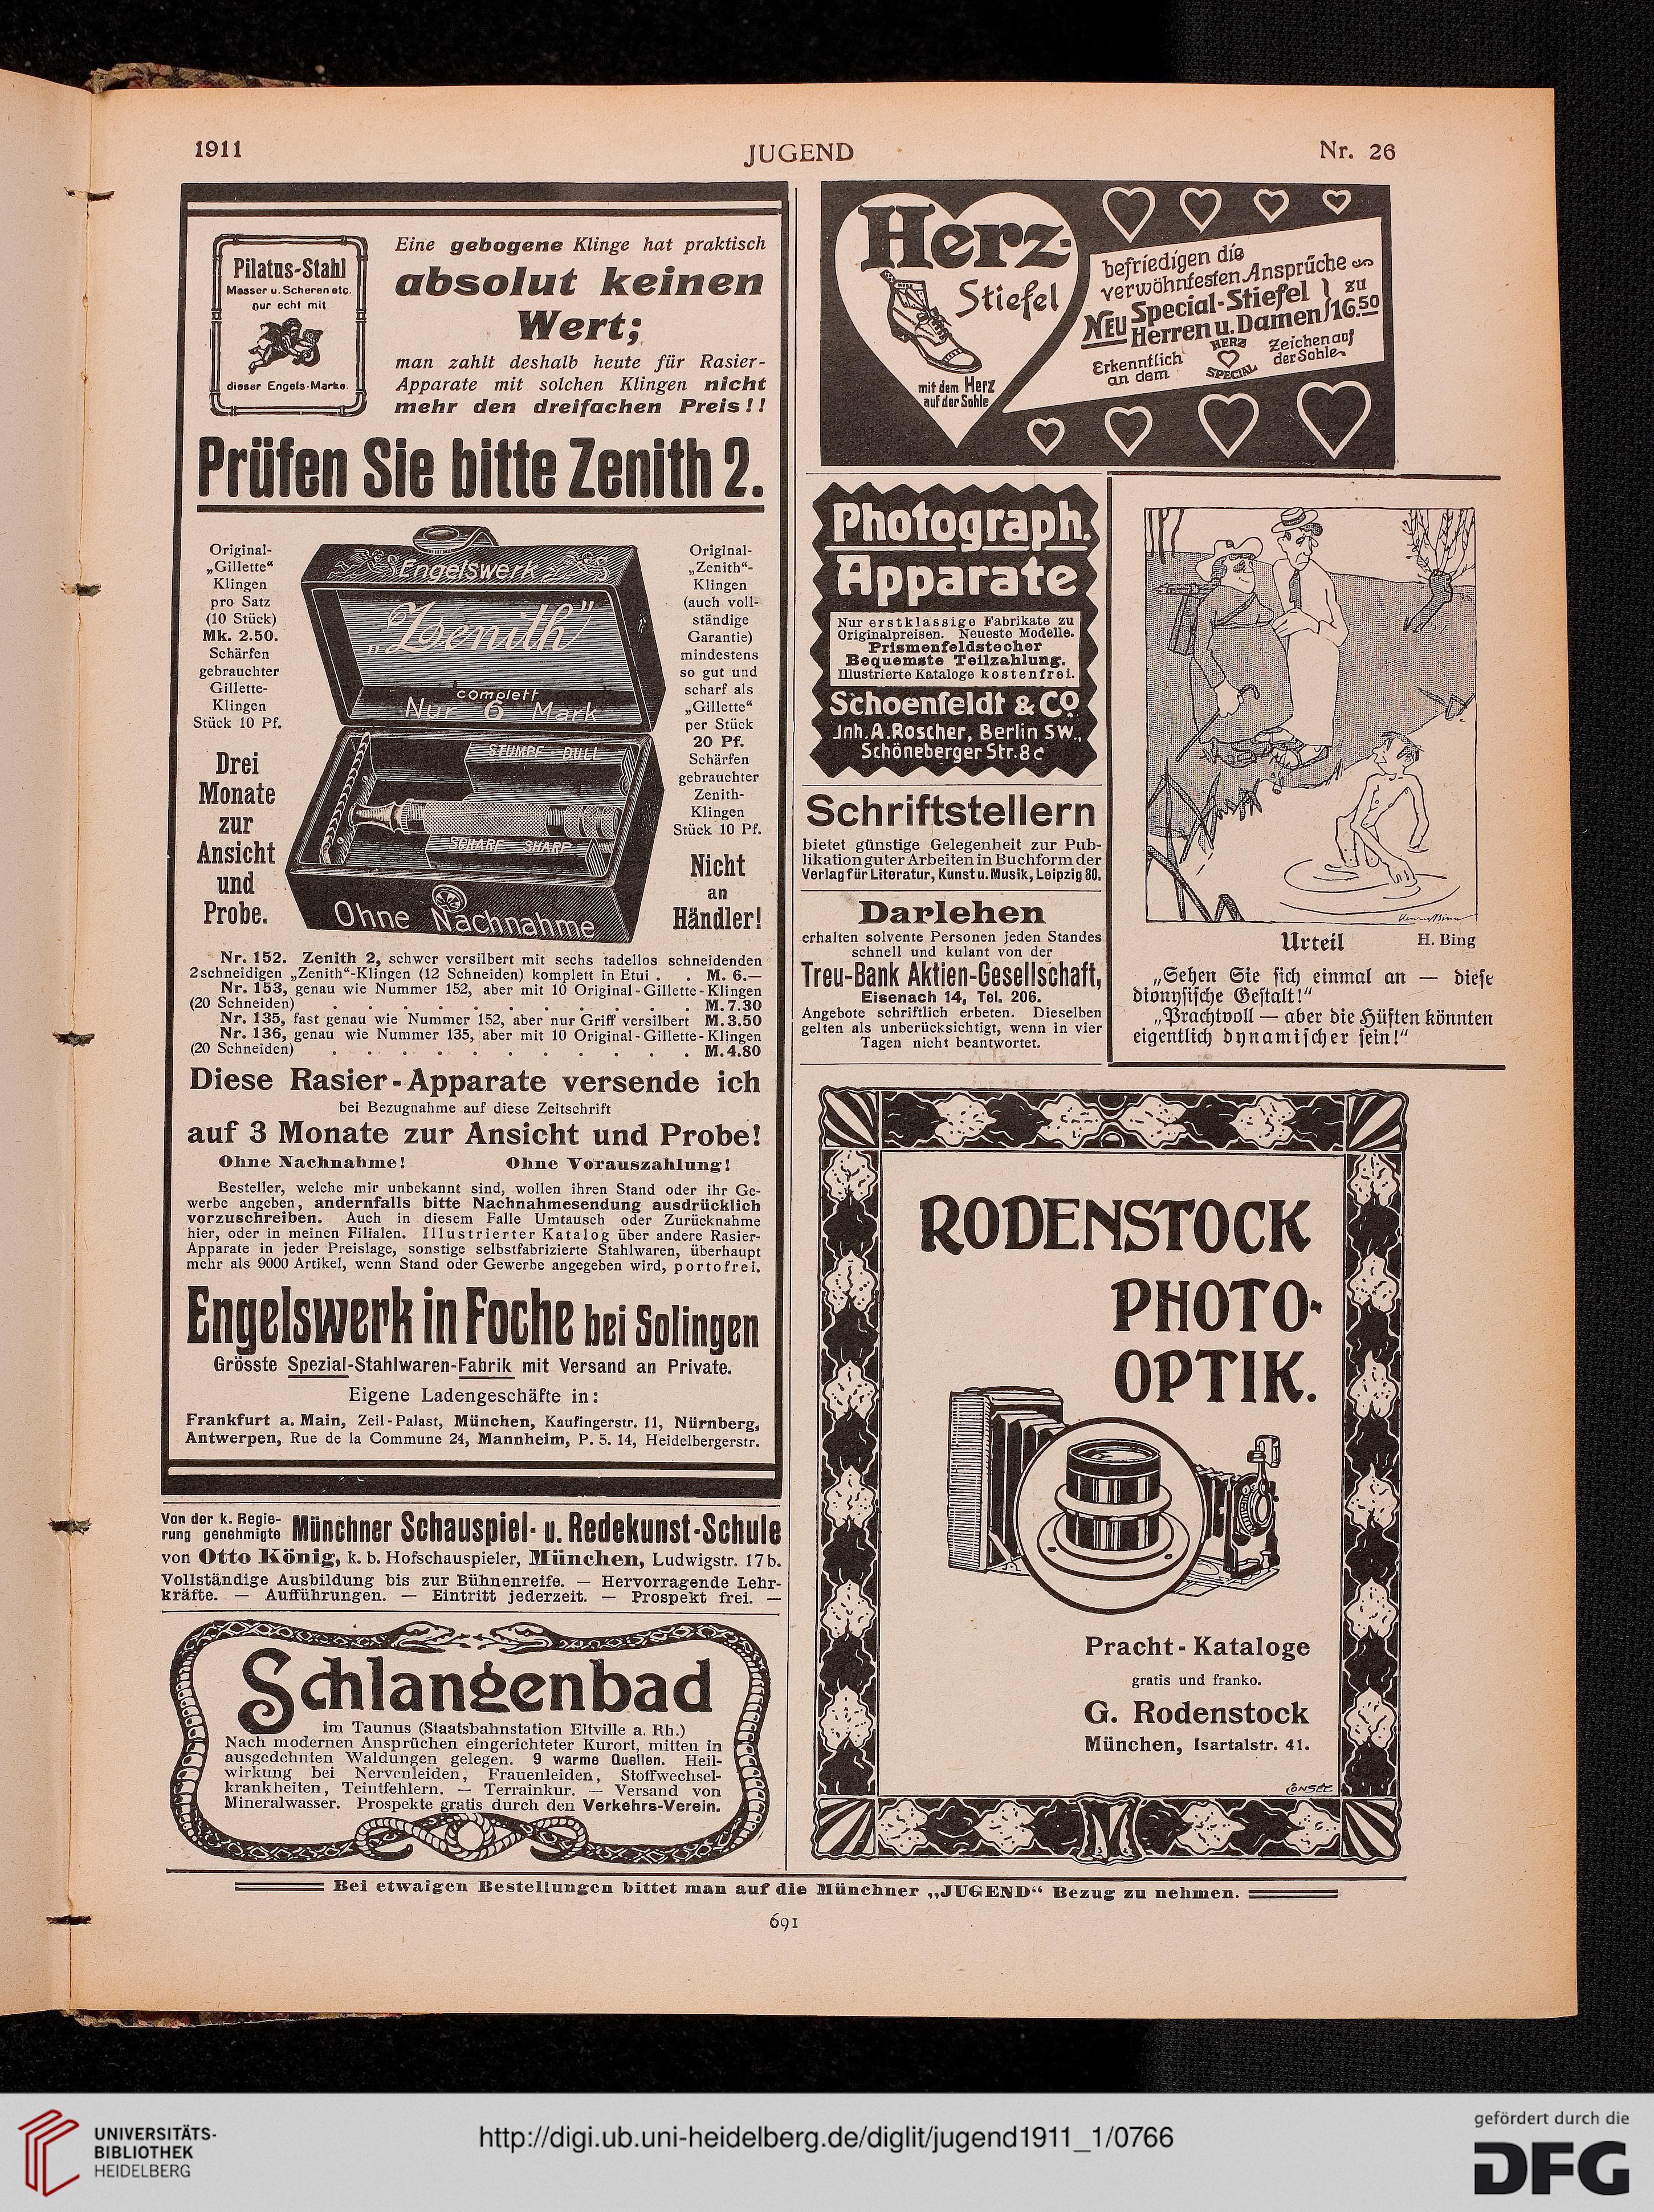 1911
JUGEND
Nr. 26
Pilatus-Stahl
Messer u. Scheren etc.
nur echt mit
dieser Engels-Marke.
Eine gebogene Klinge hat praktisch
absolut keinen
Wert;
man zahlt deshalb heute für Rasier-
Apparate mit solchen Klingen nicht
mehr den dreifachen Preis!!
Prüfen Sie bitte Zenith 2.
Original-
„Gillette“
Klingen
pro Satz
(10 Stück)
Mk. 2.50.
Schärfen
gebrauchter
Gillette-
Klingen
Stück 10 Pf.
Drei
Monate
zur
Ansicht
und
Probe.
Engelswerk
„Zenith“
complett
Nur 6 Mark
STUMPF - DULL
SCHARF SHARP
Ohne Nachnahme
Original-
„Zenith“-
Klingen
(auch voll-
ständige
Garantie)
mindestens
so gut und
scharf als
„Gillette“
per Stück
20 Pf.
Schärfen
gebrauchter
Zenith-
Klingen
Stück 10 Pf.
Nicht
an
Händler!
Nr. 152. Zenith 2, schwer versilbert mit sechs tadellos schneidenden
2schneidigen „Zenith“-Klingen (12 Schneiden) komplett in Etui . . M. 6.—
Nr. 153, genau wie Nummer 152, aber mit 10 Original-Gillette-Klingen
(20 Schneiden) . . . . . . . . . . . M. 7.30
Nr. 135, fast genau wie Nummer 152, aber nur Griff versilbert M. 3.50
Nr. 136, genau wie Nummer 135, aber mit 10 Original-Gillette-Klingen
(20 Schneiden) . . . . . . . . . . . M. 4.80
Diese Rasier-Apparate versende ich
bei Bezugnahme auf diese Zeitschrift
auf 3 Monate zur Ansicht und Probe!
Ohne Nachnahme! Ohne Vorauszahlung!
Besteller, welche mir unbekannt sind, wollen ihren Stand oder ihr Ge-
werbe angeben, andernfalls bitte Nachnahmesendung ausdrücklich
vorzuschreiben. Auch in diesem Falle Umtausch oder Zurücknahme
hier, oder in meinen Filialen. Illustrierter Katalog über andere Rasier-
Apparate in jeder Preislage, sonstige selbstfabrizierte Stahlwaren, überhaupt
mehr als 9000 Artikel, wenn Stand oder Gewerbe angegeben wird, portofrei.
Engelswerk in Foche bei Solingen
Grösste Spezial-Stahlwaren-Fabrik mit Versand an Private.
Eigene Ladengeschäfte in:
Frankfurt a. Main, Zeil-Palast, München, Kaufingerstr. 11, Nürnberg,
Antwerpen, Rue de la Commune 24, Mannheim, P. 5. 14, Heidelbergerstr.
Von der k. Regie-
rung genehmigte Münchner Schauspiel- u. Redekunst-Schule
von Otto König, k. b. Hofschauspieler, München, Ludwigstr. 17b.
Vollständige Ausbildung bis zur Bühnenreife. — Hervorragende Lehr-
kräfte. — Aufführungen. — Eintritt jederzeit. — Prospekt frei. —
Schlangenbad
im Taunus (Staatsbahnstation Eltville a. Rh.)
Nach modernen Ansprüchen eingerichteter Kurort, mitten in
ausgedehnten Waldungen gelegen. 9 warme Quellen. Heil-
wirkung bei Nervenleiden, Frauenleiden, Stoffwechsel-
krankheiten, Teintfehlern. — Terrainkur. — Versand von
Mineralwasser. Prospekte gratis durch den Verkehrs-Verein.
Herz-
Stiefel
mit dem Herz
auf der Sohle
befriedigen die
verwöhntesten Ansprüche
NEU Special-Stiefel } zu
Herren u. Damen 16.50
Erkenntlich
an dem
HERZ
SPECIAL
Zeichen auf
der Sohle
Photograph.
Apparate
Nur erstklassige Fabrikate zu
Originalpreisen. Neueste Modelle.
Prismenfeldstecher
Bequemste Teilzahlung.
Illustrierte Kataloge kostenfrei.
Schoenfeldt & Co.
Jnh. A. Roscher, Berlin SW.,
Schöneberger Str. 8c
Schriftstellern
bietet günstige Gelegenheit zur Pub-
likation guter Arbeiten in Buchform der
Verlag für Literatur, Kunst u. Musik, Leipzig 80.
Darlehen
erhalten solvente Personen jeden Standes
schnell und kulant von der
Treu-Bank Aktien-Gesellschaft,
Eisenach 14, Tel. 206.
Angebote schriftlich erbeten. Dieselben
gelten als unberücksichtigt, wenn in vier
Tagen nicht beantwortet.
Urteil
H. Bing
„Sehen Sie sich einmal an — diese
dionysische Gestalt!“
„Prachtvoll — aber die Hüften könnten
eigentlich dynamischer sein!“
RODENSTOCK
PHOTO-
OPTIK.
Pracht-Kataloge
gratis und franko.
G. Rodenstock
München, Isartalstr. 41.
CONSÉE
M
Bei etwaigen Bestellungen bittet man auf die Münchner „JUGEND“ Bezug zu nehmen.
691
UNIVERSITÄTS-
BIBLIOTHEK
HEIDELBERG
http://digi.ub.uni-heidelberg.de/diglit/jugend1911_1/0766
gefördert durch die
DFG